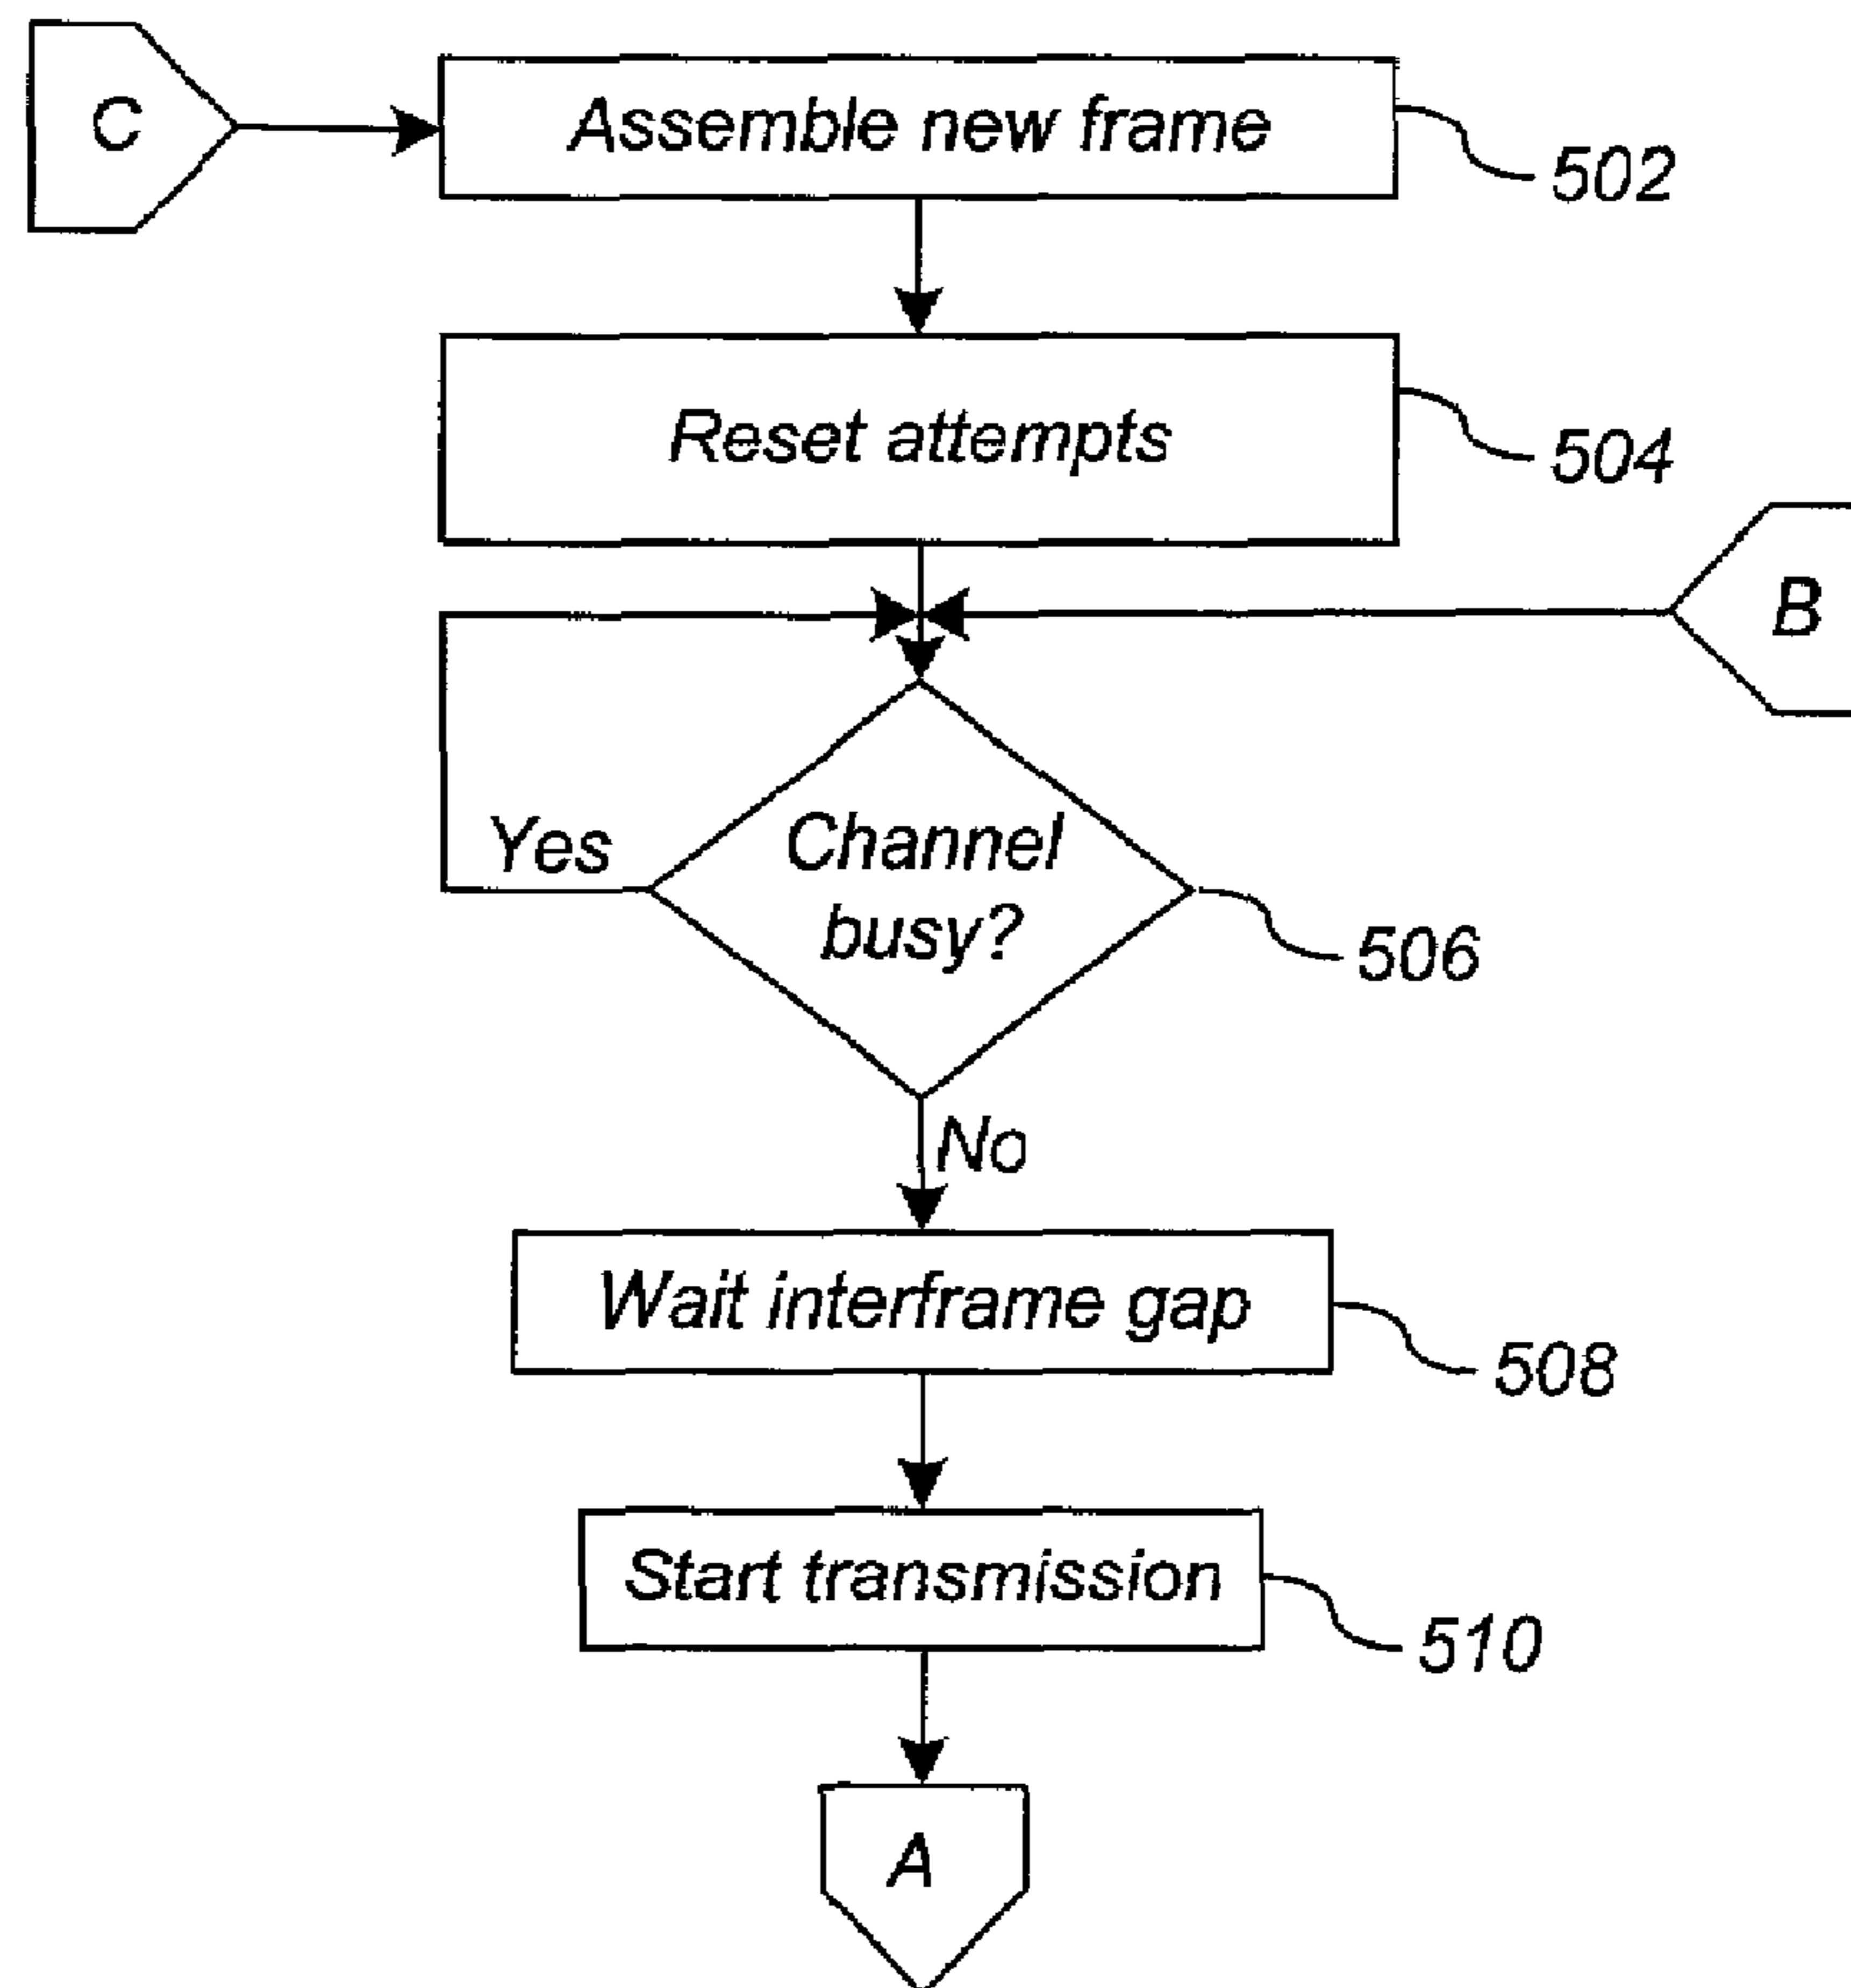 C
Assemble new frame
502
Reset attempts
504
B
Yes
Channel
busy?
506
No
Wait interframe gap
508
Start transmission
510
A